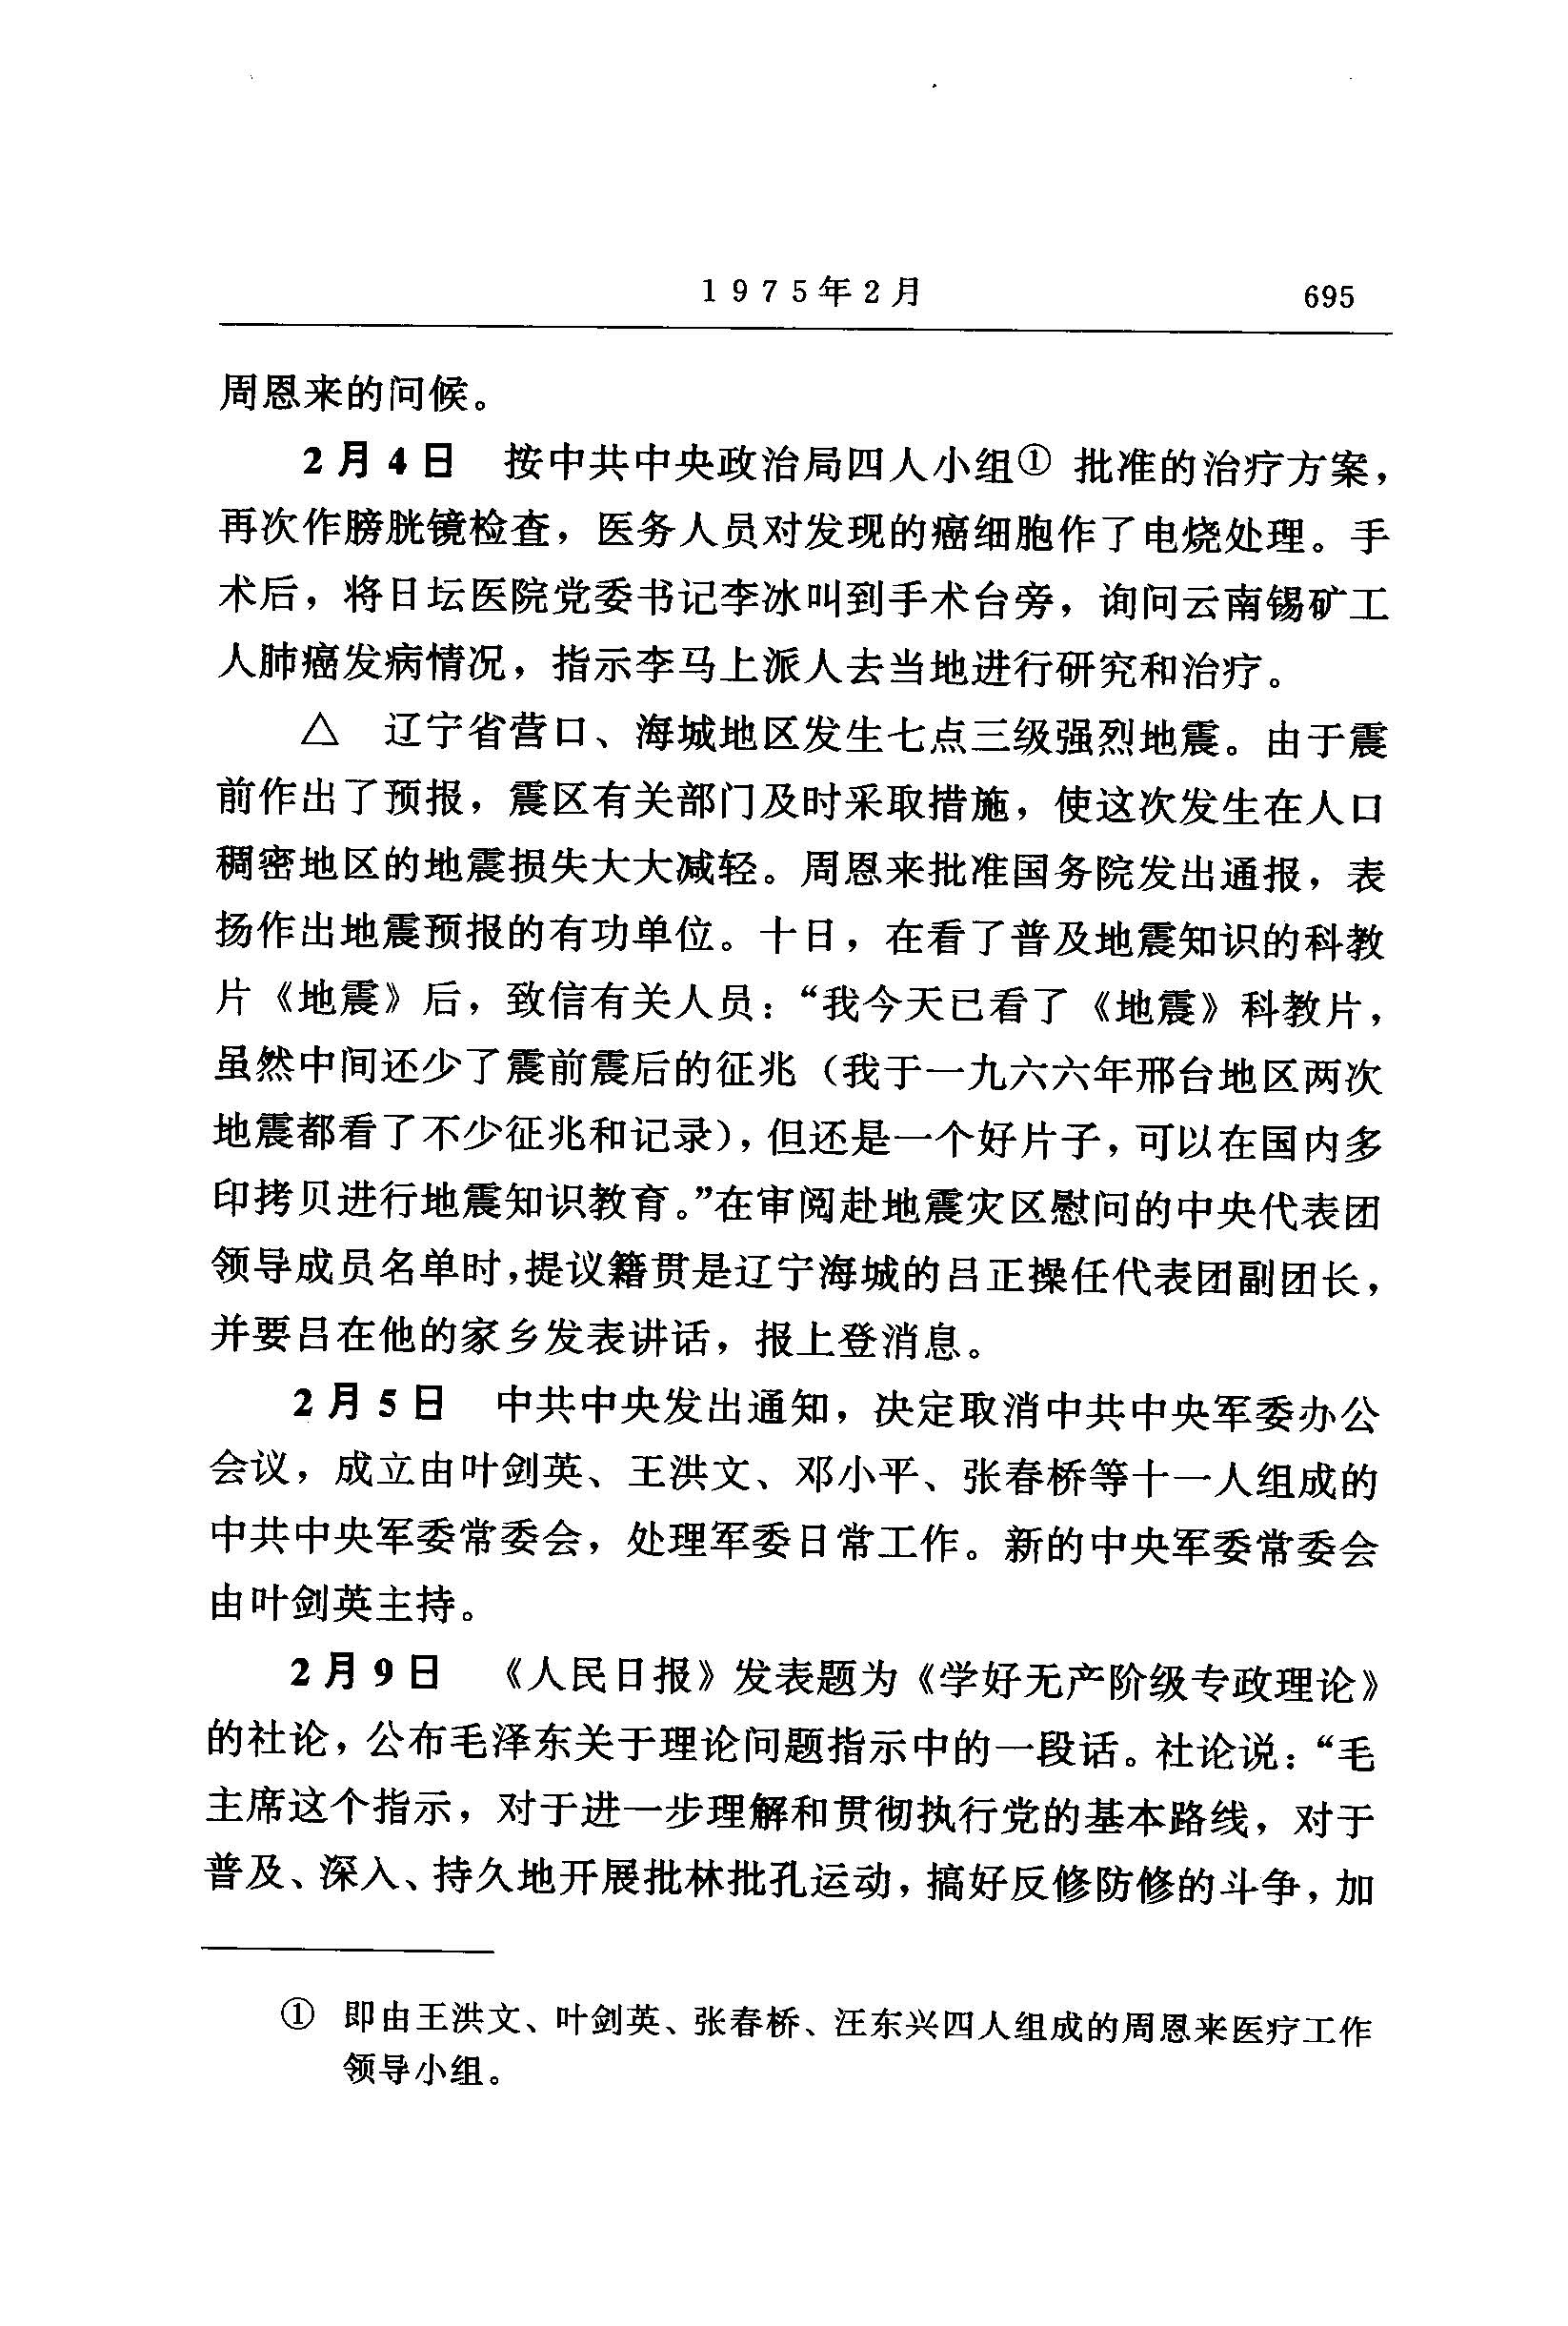 1975年2月 695
周恩来的问候。
2月4日 按中共中央政治局四人小组① 批准的治疗方案，
再次作膀胱镜检查，医务人员对发现的癌细胞作了电烧处理。手
术后，将日坛医院党委书记李冰叫到手术台旁，询问云南锡矿工
人肺癌发病情况，指示李马上派人去当地进行研究和治疗。
△ 辽宁省营口、海城地区发生七点三级强烈地震。由于震
前作出了预报，震区有关部门及时采取措施，使这次发生在人口
稠密地区的地震损失大大减轻。周恩来批准国务院发出通报，表
扬作出地震预报的有功单位。十日，在看了普及地震知识的科教
片《地震》后，致信有关人员：“我今天已看了《地震》科教片，
虽然中间还少了震前震后的征兆（我于一九六六年邢台地区两次
地震都看了不少征兆和记录），但还是一个好片子，可以在国内多
印拷贝进行地震知识教育。”在审阅赴地震灾区慰问的中央代表团
领导成员名单时，提议籍贯是辽宁海城的吕正操任代表团副团长，
并要吕在他的家乡发表讲话，报上登消息。
2月5日 中共中央发出通知，决定取消中共中央军委办公
会议，成立由叶剑英、王洪文、邓小平、张春桥等十一人组成的
中共中央军委常委会，处理军委日常工作。新的中央军委常委会
由叶剑英主持。
2月9日 《人民日报》发表题为《学好无产阶级专政理论》
的社论，公布毛泽东关于理论问题指示中的一段话。社论说：“毛
主席这个指示，对于进一步理解和贯彻执行党的基本路线，对于
普及、深入、持久地开展批林批孔运动，搞好反修防修的斗争，加
① 即由王洪文、叶剑英、张春桥、汪东兴四人组成的周恩来医疗工作
领导小组。